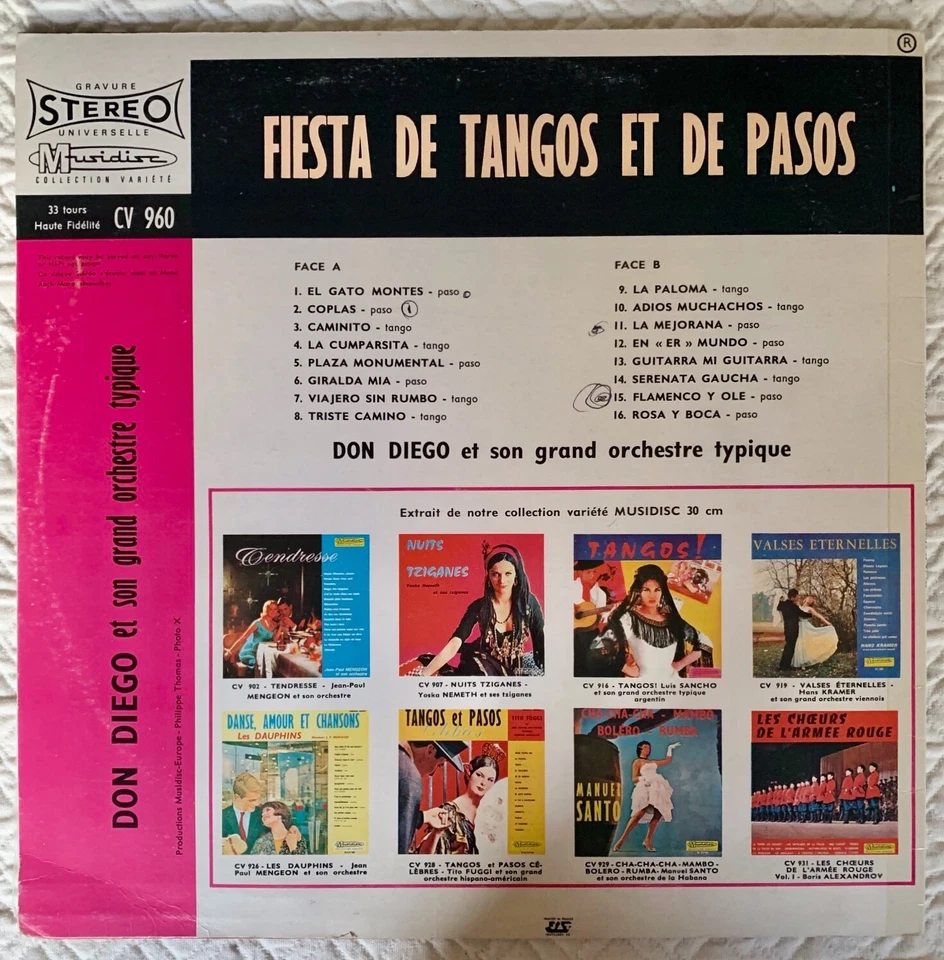 ®
GRAVURE
STEREO
UNIVERSELLE
Musidisc
COLLECTION VARIÉTÉ
33 tours
Haute Fidélité CV 960
FIESTA DE TANGOS ET DE PASOS
DON DIEGO et son grand orchestre typique
Productions Musidisc-Europe - Philippe Thomas - Photo X
FACE A
1. EL GATO MONTES - paso
2. COPLAS - paso
3. CAMINITO - tango
4. LA CUMPARSITA - tango
5. PLAZA MONUMENTAL - paso
6. GIRALDA MIA - paso
7. VIAJERO SIN RUMBO - tango
8. TRISTE CAMINO - tango
FACE B
9. LA PALOMA - tango
10. ADIOS MUCHACHOS - tango
11. LA MEJORANA - paso
12. EN « ER » MUNDO - paso
13. GUITARRA MI GUITARRA - tango
14. SERENATA GAUCHA - tango
15. FLAMENCO Y OLE - paso
16. ROSA Y BOCA - paso
DON DIEGO et son grand orchestre typique
Extrait de notre collection variété MUSIDISC 30 cm
Tendresse
Jean-Paul MENGEON
CV 902 - TENDRESSE - Jean-Paul
MENGEON et son orchestre
NUITS
TZIGANES
CV 907 - NUITS TZIGANES -
Yoska NEMETH et ses tziganes
TANGOS!
CV 916 - TANGOS! Luis SANCHO
et son grand orchestre typique
argentin
VALSES ETERNELLES
HANS KRAMER
CV 919 - VALSES ÉTERNELLES -
Hans KRAMER
et son grand orchestre viennois
DANSE, AMOUR ET CHANSONS
Les DAUPHINS
CV 926 - LES DAUPHINS - Jean
Paul MENGEON et son orchestre
TANGOS et PASOS
TITO FUGGI
CV 928 - TANGOS et PASOS CÉ-
LÈBRES - Tito FUGGI et son grand
orchestre hispano-américain
CHA-CHA-CHA - MAMBO
BOLERO - RUMBA
MANUEL
SANTO
CV 929 - CHA-CHA-CHA - MAMBO -
BOLERO - RUMBA - Manuel SANTO
et son orchestre de la Habana
LES CHŒURS
DE L'ARMÉE ROUGE
CV 931 - LES CHŒURS
DE L'ARMÉE ROUGE
Vol. 1 - Boris ALEXANDROV